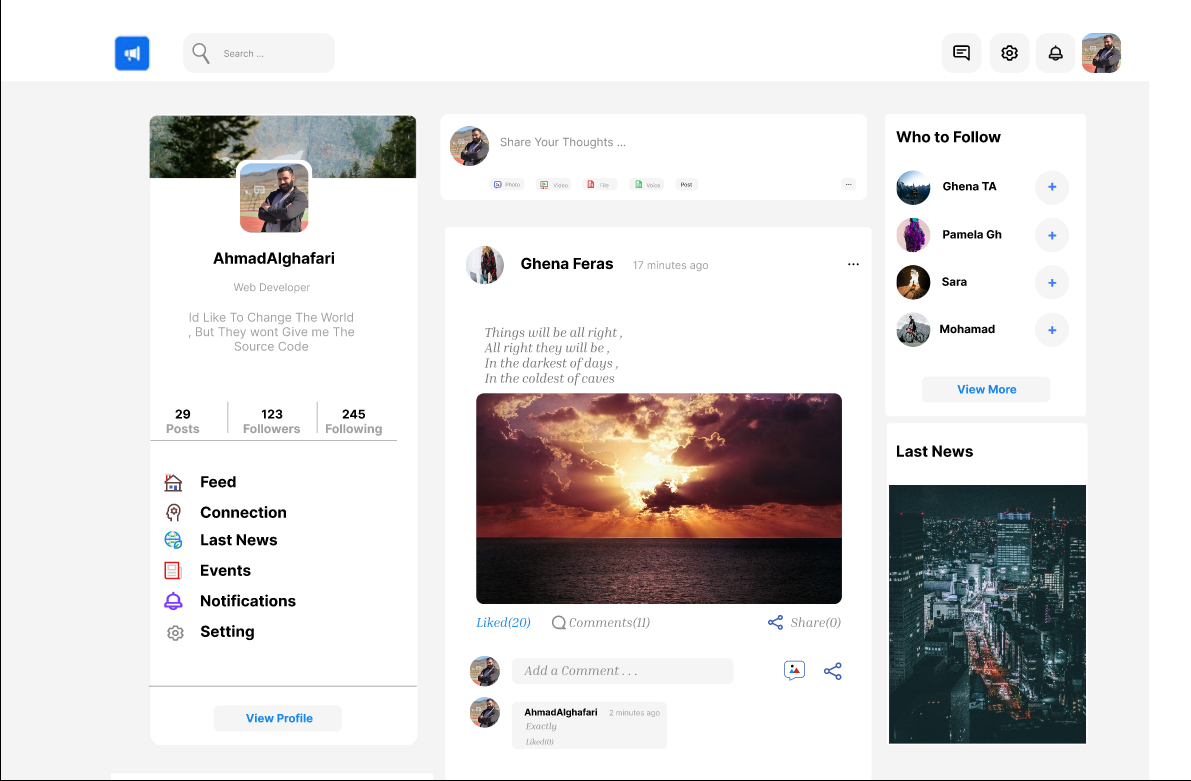 Search ...
AhmadAlghafari
Web Developer
Id Like To Change The World
, But They wont Give me The
Source Code
29
Posts
123
Followers
245
Following
Feed
Connection
Last News
Events
Notifications
Setting
View Profile
Share Your Thoughts ...
Photo
Video
File
Voice
Post
...
Ghena Feras
17 minutes ago
...
Things will be all right ,
All right they will be ,
In the darkest of days ,
In the coldest of caves
Liked(20)
Comments(11)
Share(0)
Add a Comment . . .
AhmadAlghafari
2 minutes ago
Exactly
Liked(0)
Who to Follow
Ghena TA
+
Pamela Gh
+
Sara
+
Mohamad
+
View More
Last News